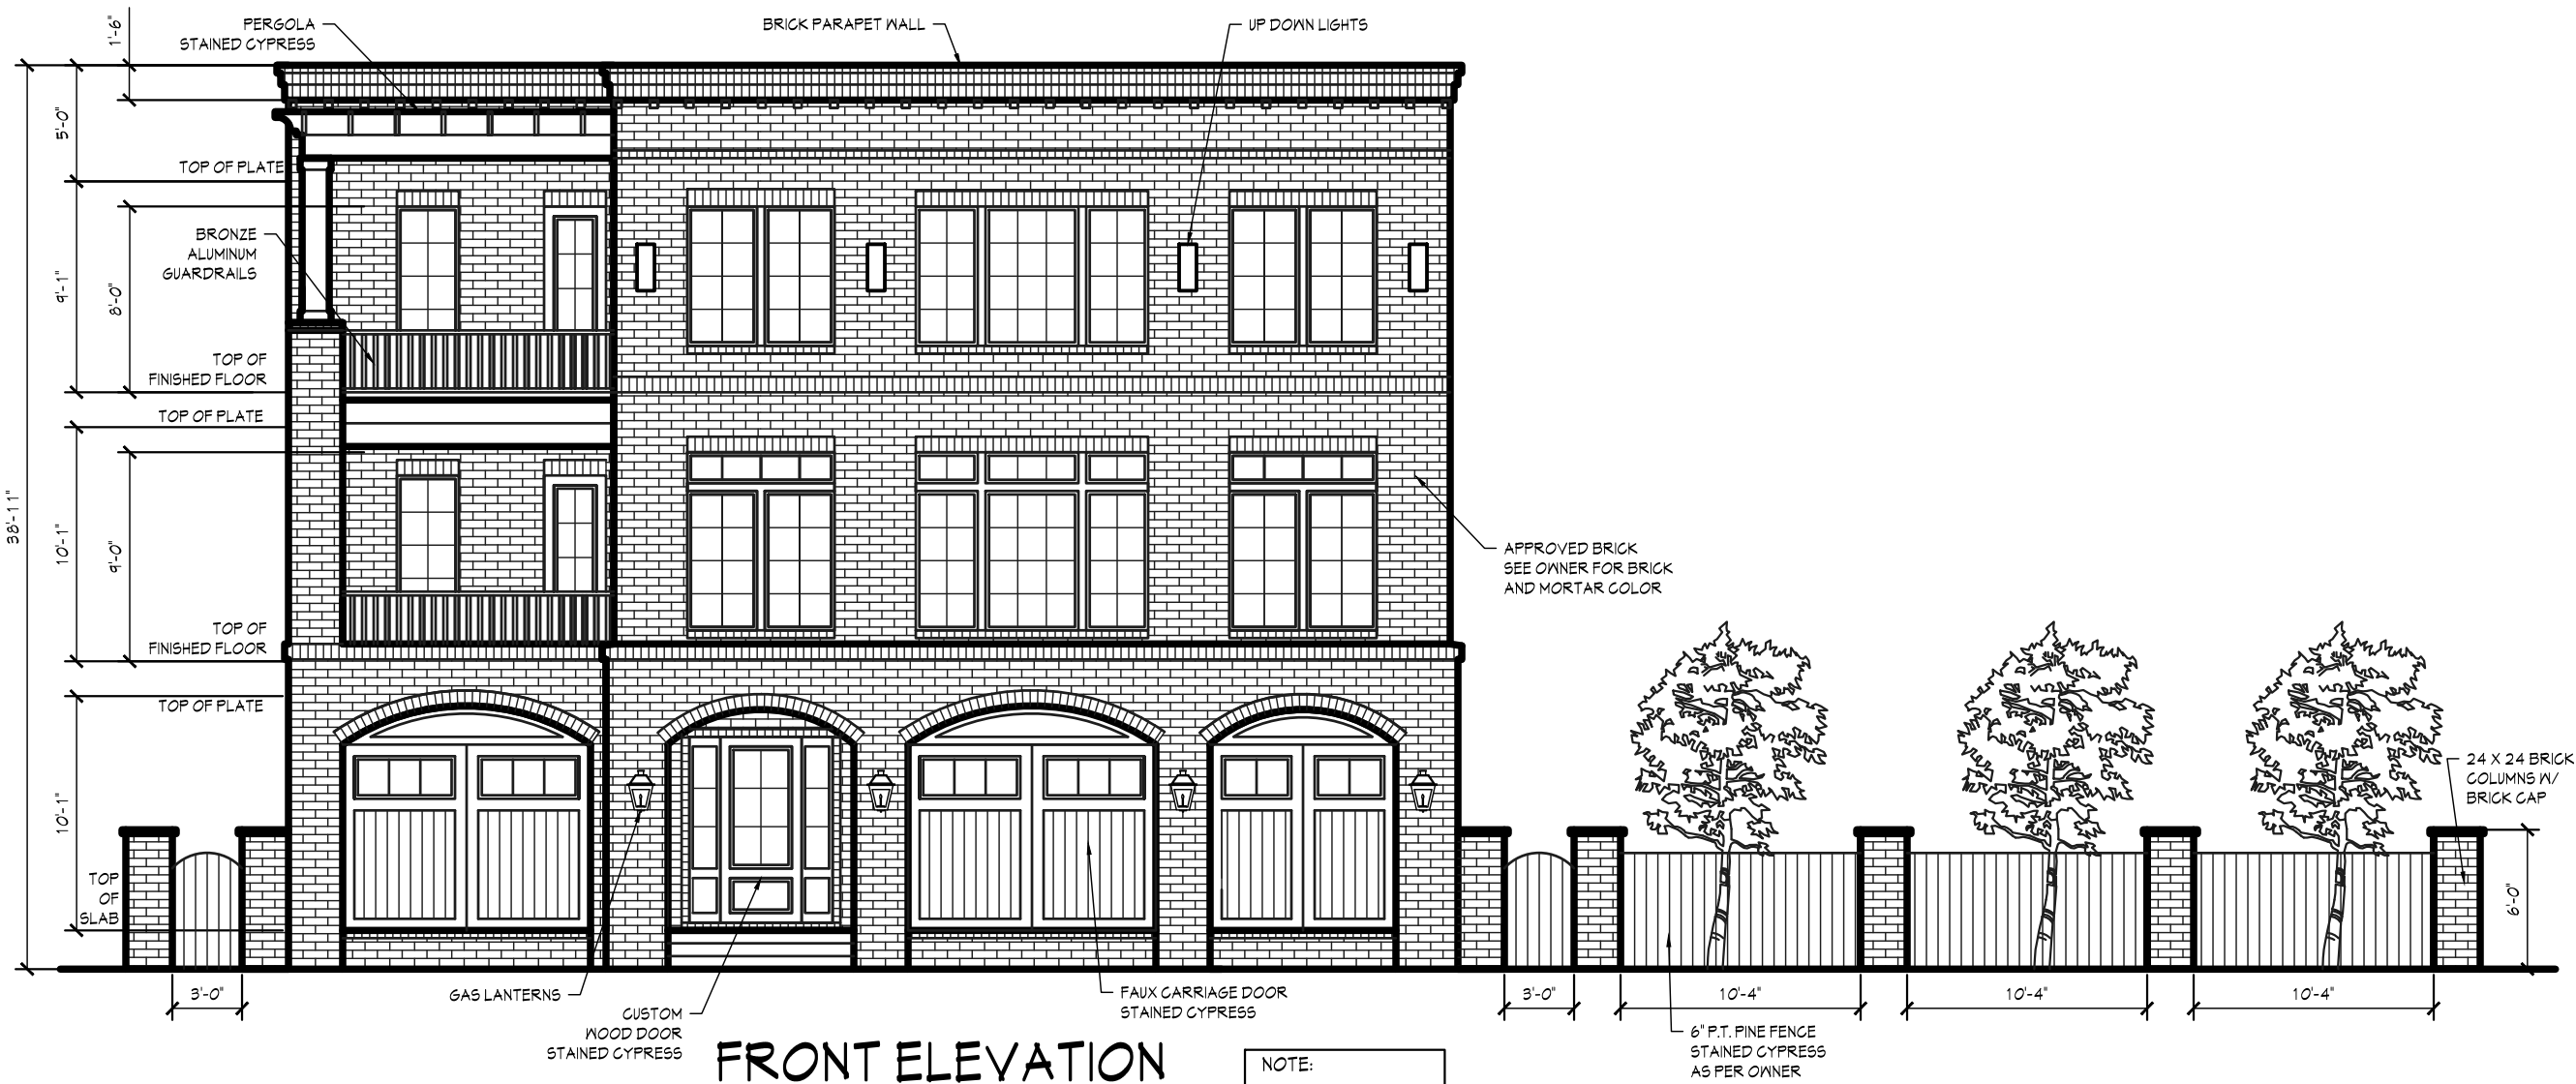 PERGOLA
STAINED CYPRESS
BRICK PARAPET WALL
UP DOWN LIGHTS
1'-6"
5'-0"
TOP OF PLATE
BRONZE
ALUMINUM
GUARDRAILS
9'-1"
8'-0"
TOP OF
FINISHED FLOOR
TOP OF PLATE
38'-11"
10'-1"
9'-0"
APPROVED BRICK
SEE OWNER FOR BRICK
AND MORTAR COLOR
TOP OF
FINISHED FLOOR
TOP OF PLATE
10'-1"
24 X 24 BRICK
COLUMNS W/
BRICK CAP
TOP
OF
SLAB
6'-0"
3'-0"
GAS LANTERNS
CUSTOM
WOOD DOOR
STAINED CYPRESS
FAUX CARRIAGE DOOR
STAINED CYPRESS
3'-0"
10'-4"
10'-4"
10'-4"
6" P.T. PINE FENCE
STAINED CYPRESS
AS PER OWNER
FRONT ELEVATION
NOTE: